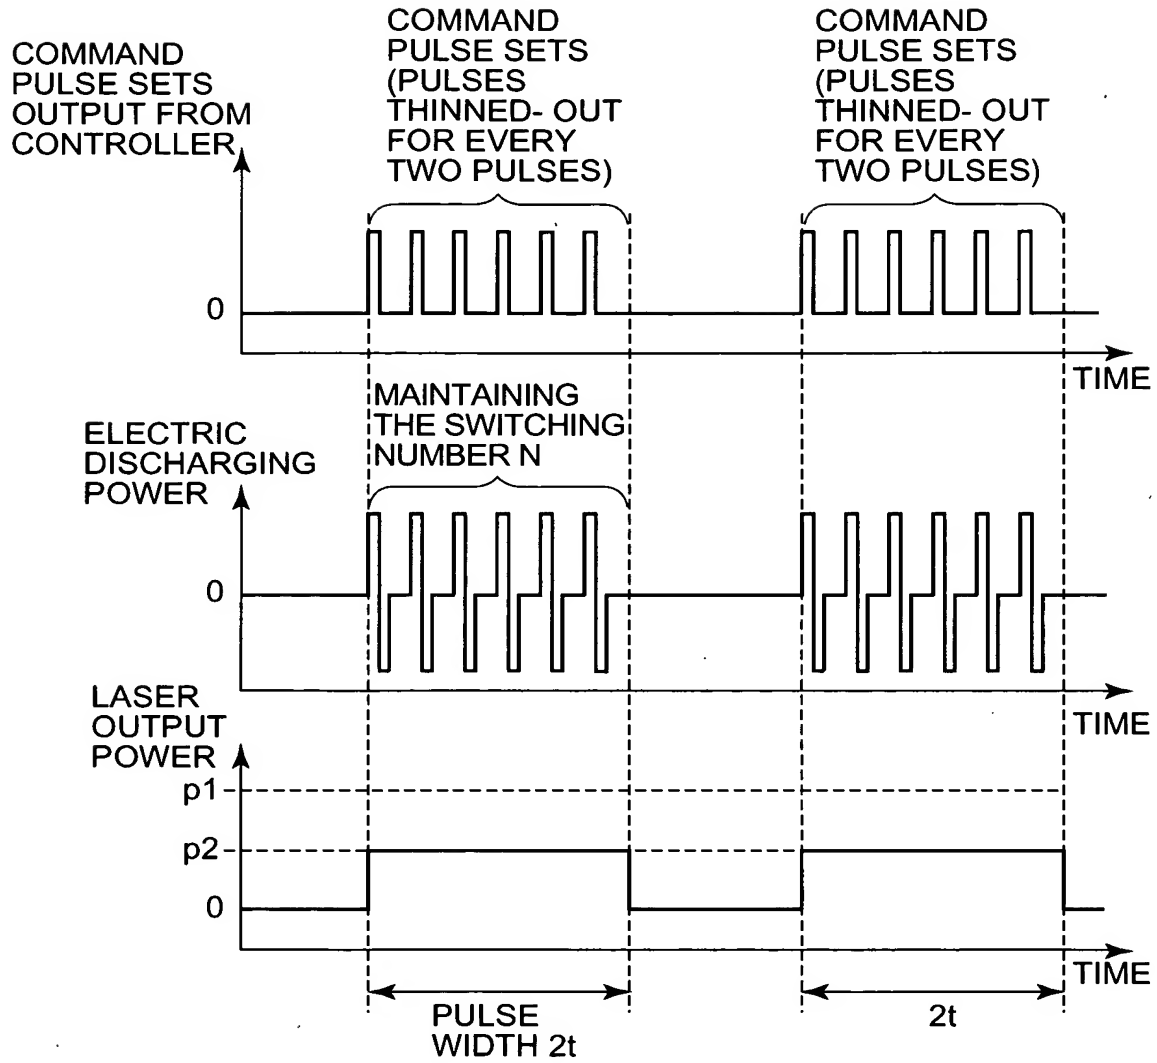 COMMAND
PULSE SETS
OUTPUT FROM
CONTROLLER
COMMAND
PULSE SETS
(PULSES
THINNED- OUT
FOR EVERY
TWO PULSES)
COMMAND
PULSE SETS
(PULSES
THINNED- OUT
FOR EVERY
TWO PULSES)
0
TIME
ELECTRIC
DISCHARGING
POWER
MAINTAINING
THE SWITCHING
NUMBER N
0
TIME
LASER
OUTPUT
POWER
p1
p2
0
TIME
PULSE
WIDTH 2t
2t